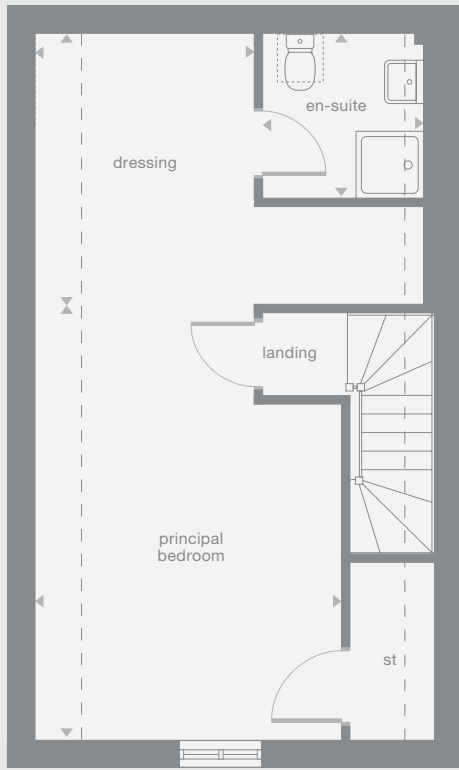 en-suite
dressing
landing
principal
bedroom
st